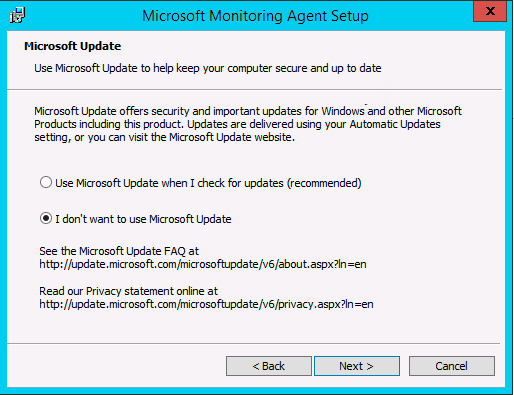 Microsoft Monitoring Agent Setup
X
Microsoft Update
Use Microsoft Update to help keep your computer secure and up to date
Microsoft Update offers security and important updates for Windows and other Microsoft
Products including this product. Updates are delivered using your Automatic Updates
setting, or you can visit the Microsoft Update website.
Use Microsoft Update when I check for updates (recommended)
I don't want to use Microsoft Update
See the Microsoft Update FAQ at
http://update.microsoft.com/microsoftupdate/v6/about.aspx?ln=en
Read our Privacy statement online at
http://update.microsoft.com/microsoftupdate/v6/privacy.aspx?ln=en
< Back
Next >
Cancel